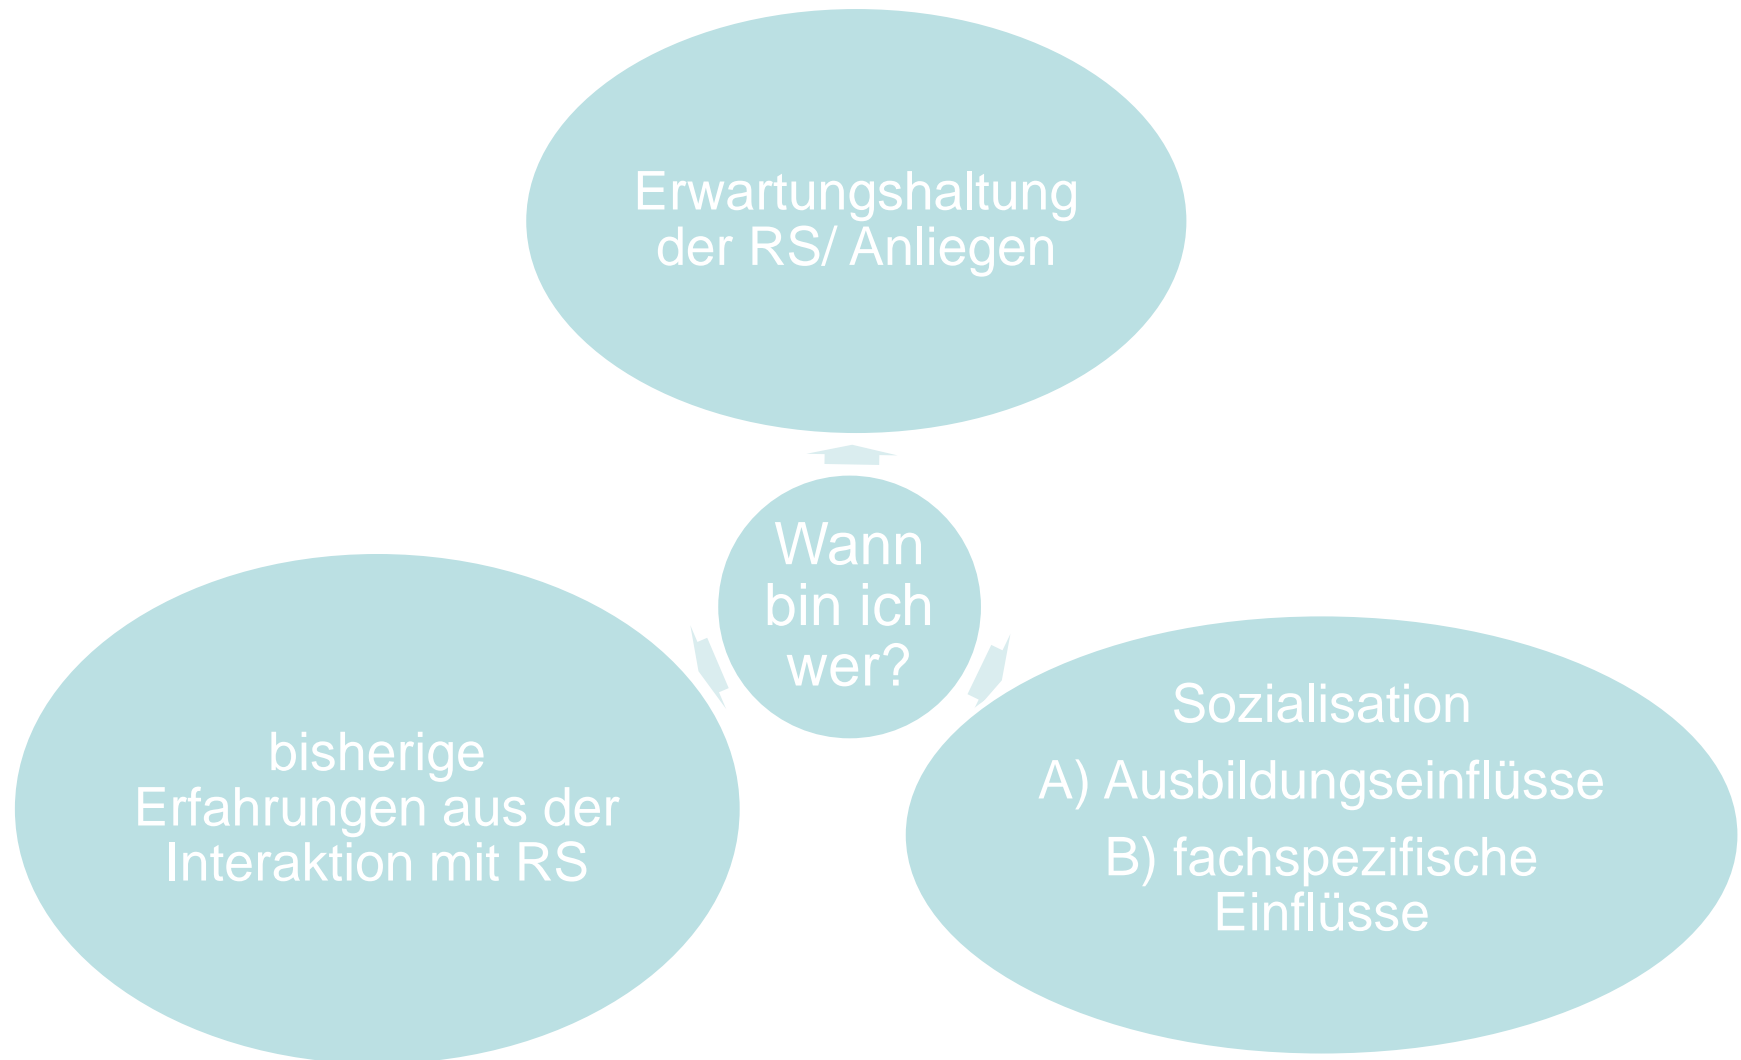 Erwartungshaltung
der RS/ Anliegen
Wann
bin ich
wer?
bisherige
Erfahrungen aus der
Interaktion mit RS
Sozialisation
A) Ausbildungseinflüsse
B) fachspezifische
Einflüsse